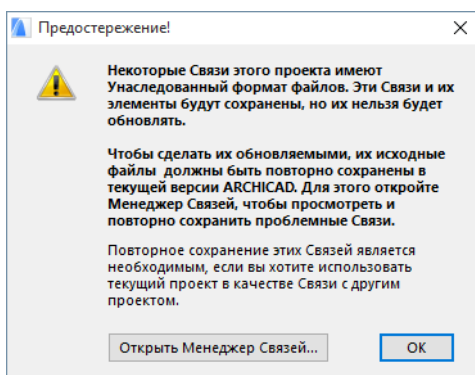 Предостережение!
Некоторые Связи этого проекта имеют
Унаследованный формат файлов. Эти Связи и их
элементы будут сохранены, но их нельзя будет
обновлять.
Чтобы сделать их обновляемыми, их исходные
файлы должны быть повторно сохранены в
текущей версии ARCHICAD. Для этого откройте
Менеджер Связей, чтобы просмотреть и
повторно сохранить проблемные Связи.
Повторное сохранение этих Связей является
необходимым, если вы хотите использовать
текущий проект в качестве Связи с другим
проектом.
Открыть Менеджер Связей... OK